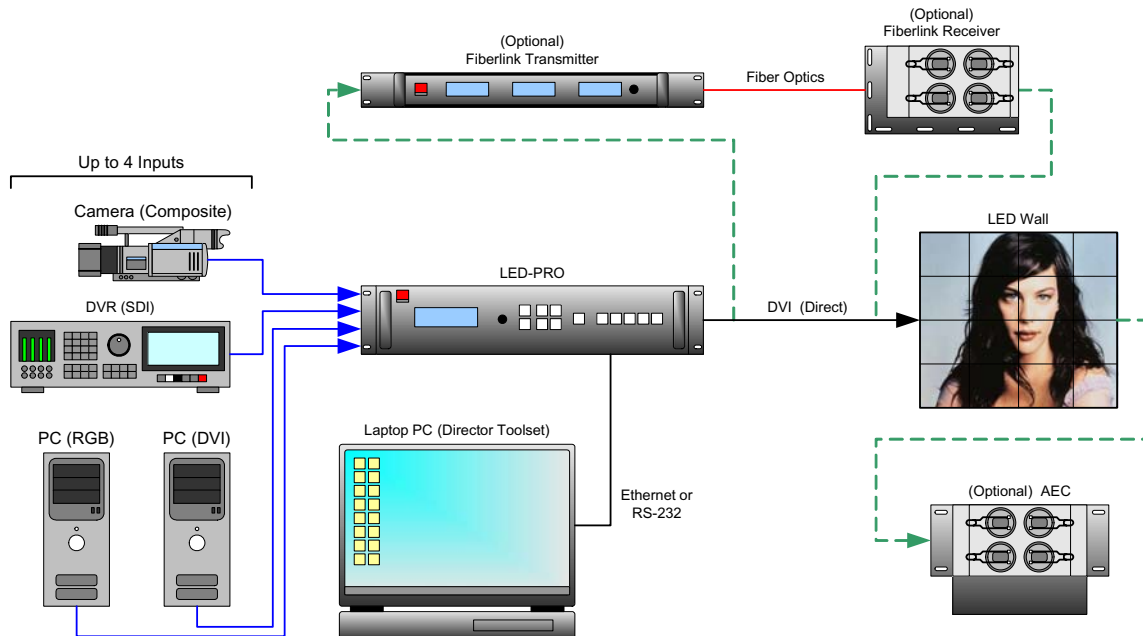 (Optional)
Fiberlink Transmitter
(Optional)
Fiberlink Receiver
Fiber Optics
Up to 4 Inputs
Camera (Composite)
LED-PRO
LED Wall
DVR (SDI)
DVI (Direct)
PC (RGB)
PC (DVI)
Laptop PC (Director Toolset)
Ethernet or
RS-232
(Optional) AEC